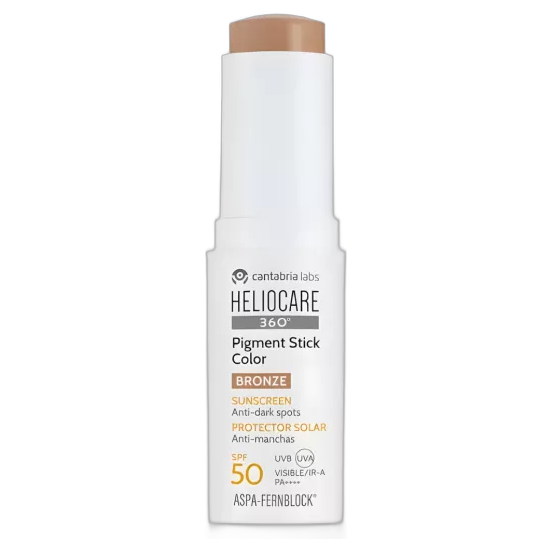 cantabria labs
HELIOCARE
360°
Pigment Stick
Color
BRONZE
SUNSCREEN
Anti-dark spots
PROTECTOR SOLAR
Anti-manchas
SPF
50
UVB UVA
VISIBLE/IR-A
PA++++
ASPA-FERNBLOCK®